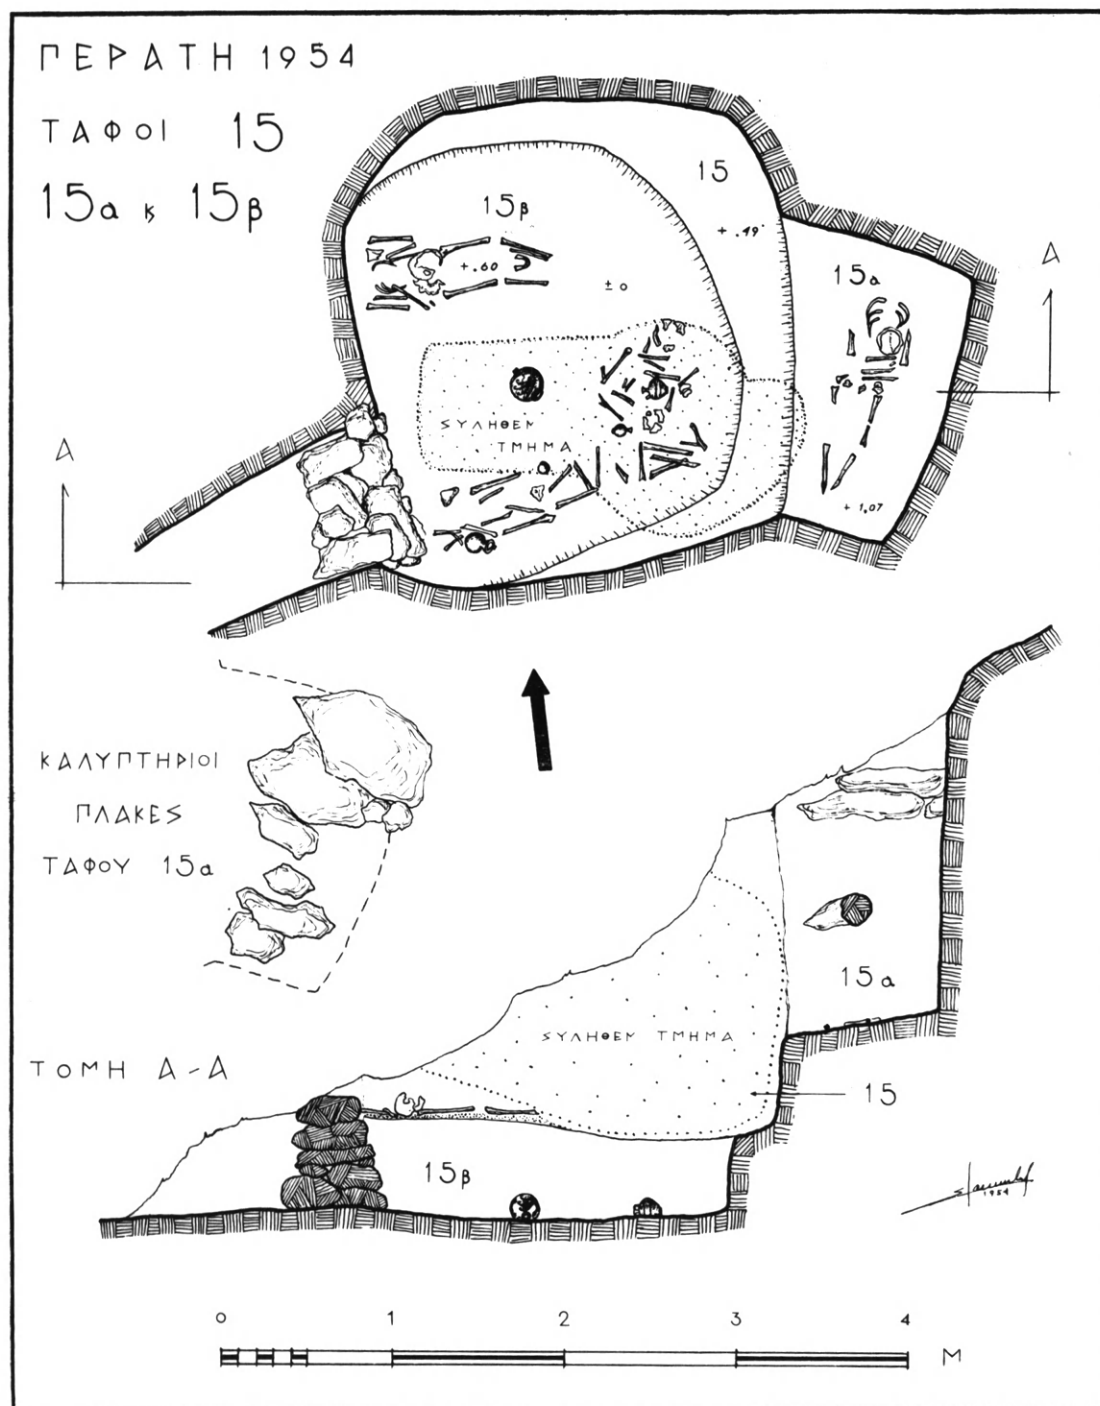 ΠΕΡΑΤΗ 1954
ΤΑΦΟΙ 15
15α κ 15β
15
15β
+ .49
Α
+.60
15α
± 0
ΣΥΛΗΘΕΝ
ΤΜΗΜΑ
Α
+ 1,07
ΚΑΛΥΠΤΗΡΙΟΙ
ΠΛΑΚΕΣ
ΤΑΦΟΥ 15α
15α
ΣΥΛΗΘΕΝ ΤΜΗΜΑ
ΤΟΜΗ Α-Α
15
15β
1954
0 1 2 3 4
Μ